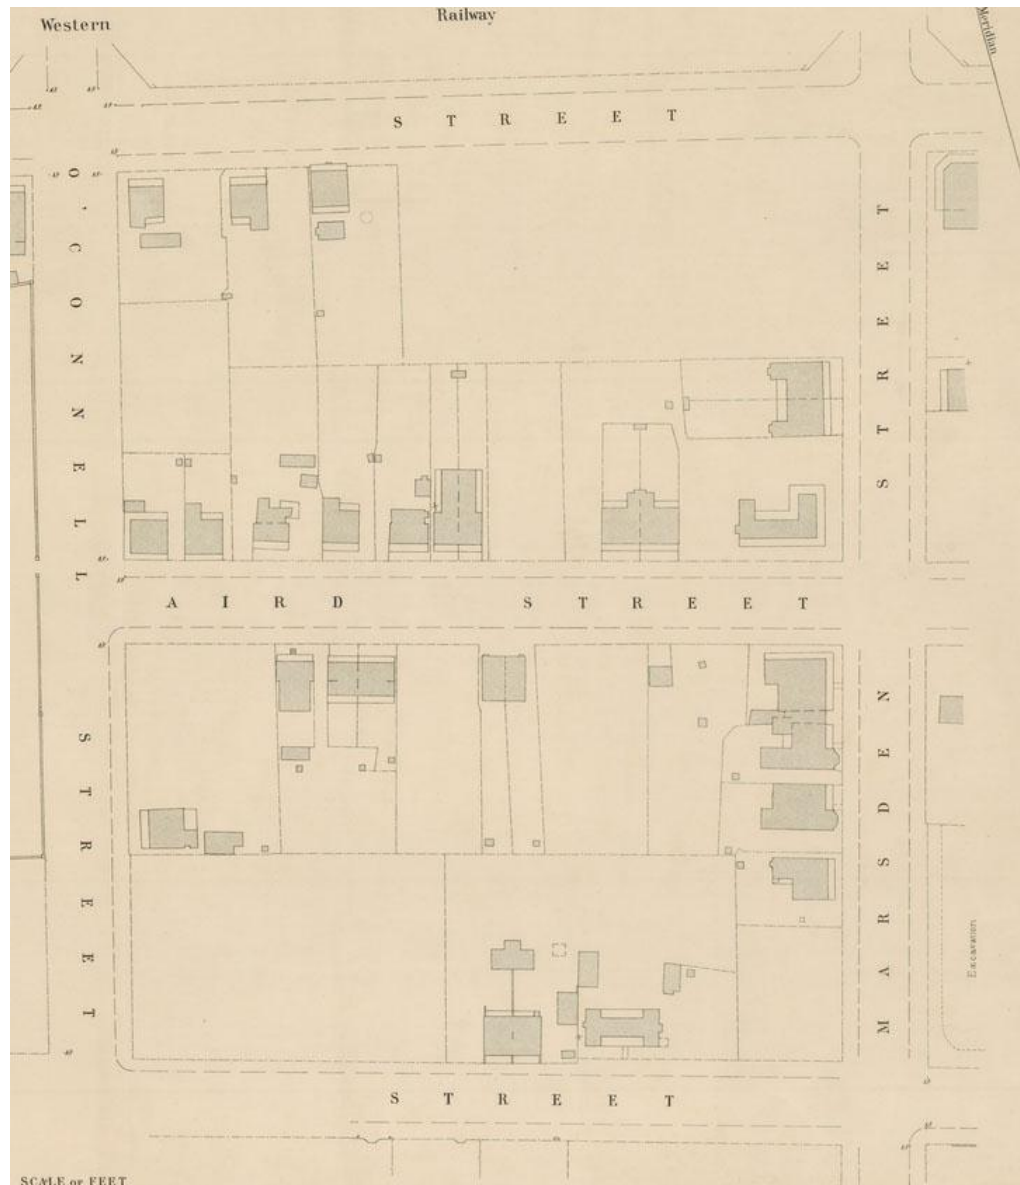 Western
Railway
Meridian
STREET
O'CONNELL STREET
AIRD STREET
MARSDEN STREET
Excavation
STREET
SCALE OF FEET